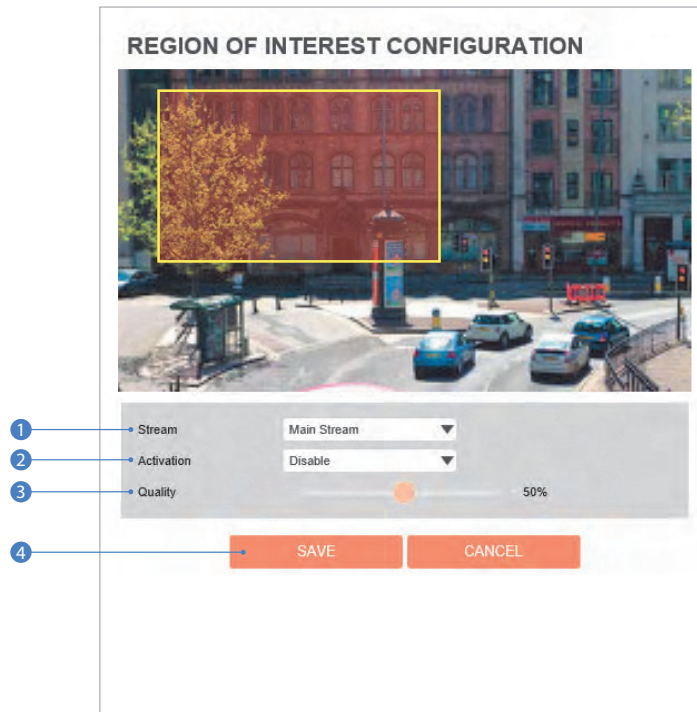 REGION OF INTEREST CONFIGURATION
1 Stream Main Stream
2 Activation Disable
3 Quality 50%
4 SAVE CANCEL